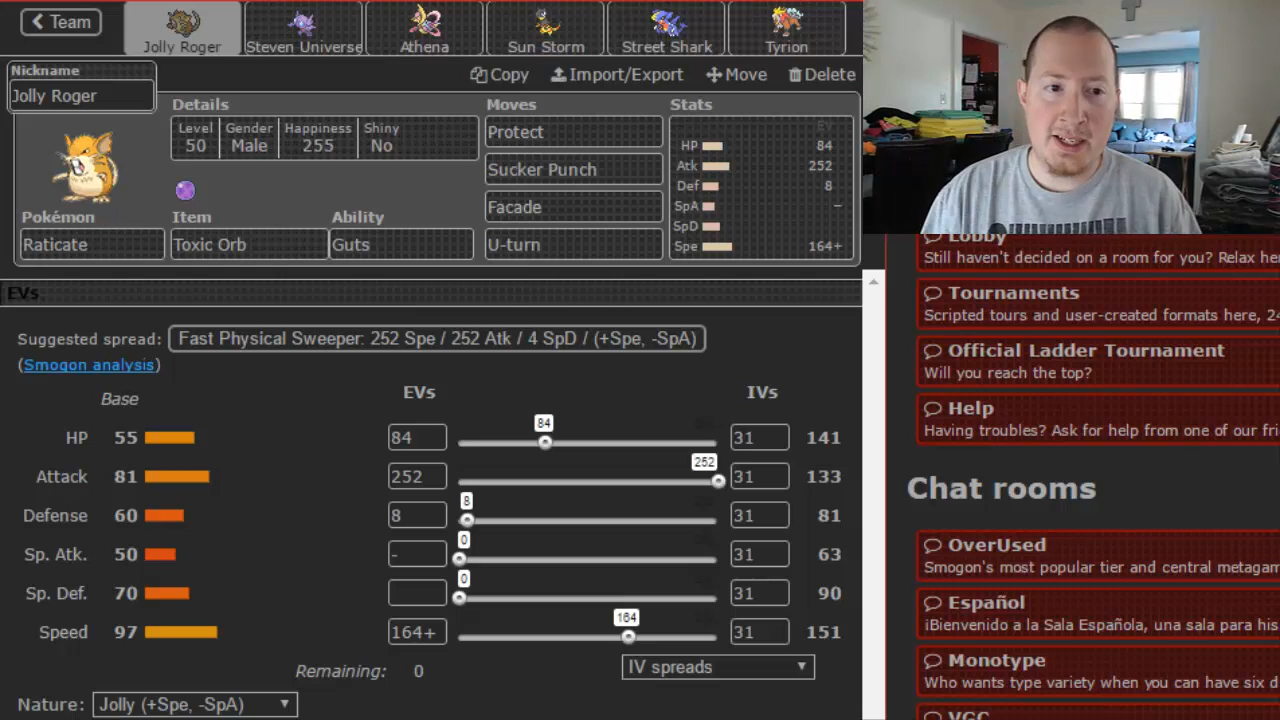 Team
Jolly Roger
Steven Universe
Athena
Sun Storm
Street Shark
Tyrion
Copy
Import/Export
Move
Delete
Nickname
Jolly Roger
Details
Level
50
Gender
Male
Happiness
255
Shiny
No
Pokémon
Raticate
Item
Toxic Orb
Ability
Guts
Moves
Protect
Sucker Punch
Facade
U-turn
Stats
EV
HP 84
Atk 252
Def 8
SpA –
SpD
Spe 164+
EVs
Suggested spread: Fast Physical Sweeper: 252 Spe / 252 Atk / 4 SpD / (+Spe, -SpA)
(Smogon analysis)
Base EVs IVs
HP 55 84 84 31 141
Attack 81 252 252 31 133
Defense 60 8 8 31 81
Sp. Atk. 50 - 0 31 63
Sp. Def. 70 0 31 90
Speed 97 164+ 164 31 151
Remaining: 0
IV spreads
Nature: Jolly (+Spe, -SpA)
Lobby
Still haven't decided on a room for you? Relax here
Tournaments
Scripted tours and user-created formats here, 24
Official Ladder Tournament
Will you reach the top?
Help
Having troubles? Ask for help from one of our fri
Chat rooms
OverUsed
Smogon's most popular tier and central metagam
Español
¡Bienvenido a la Sala Española, una sala para his
Monotype
Who wants type variety when you can have six d
VGC